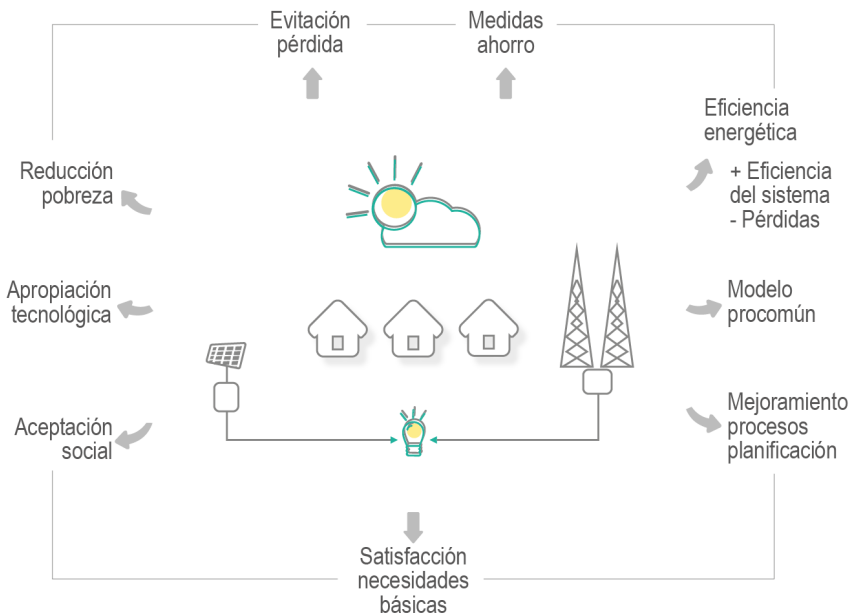 Evitación
pérdida
Medidas
ahorro
Eficiencia
energética
+ Eficiencia
del sistema
- Pérdidas
Reducción
pobreza
Apropiación
tecnológica
Modelo
procomún
Aceptación
social
Mejoramiento
procesos
planificación
Satisfacción
necesidades
básicas